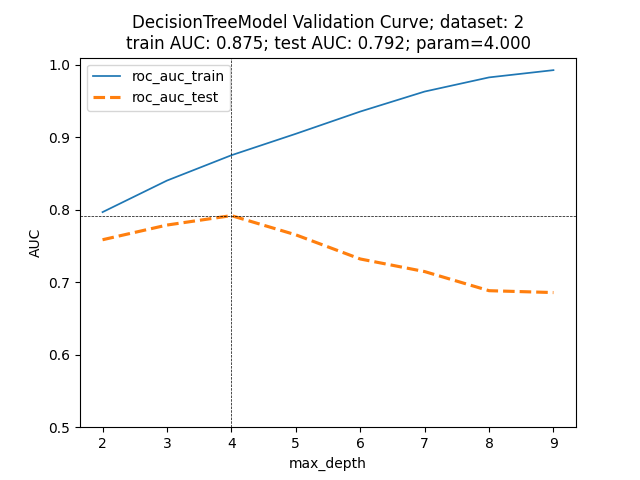 DecisionTreeModel Validation Curve; dataset: 2
train AUC: 0.875; test AUC: 0.792; param=4.000
roc_auc_train
roc_auc_test
1.0
0.9
0.8
0.7
0.6
0.5
AUC
2 3 4 5 6 7 8 9
max_depth